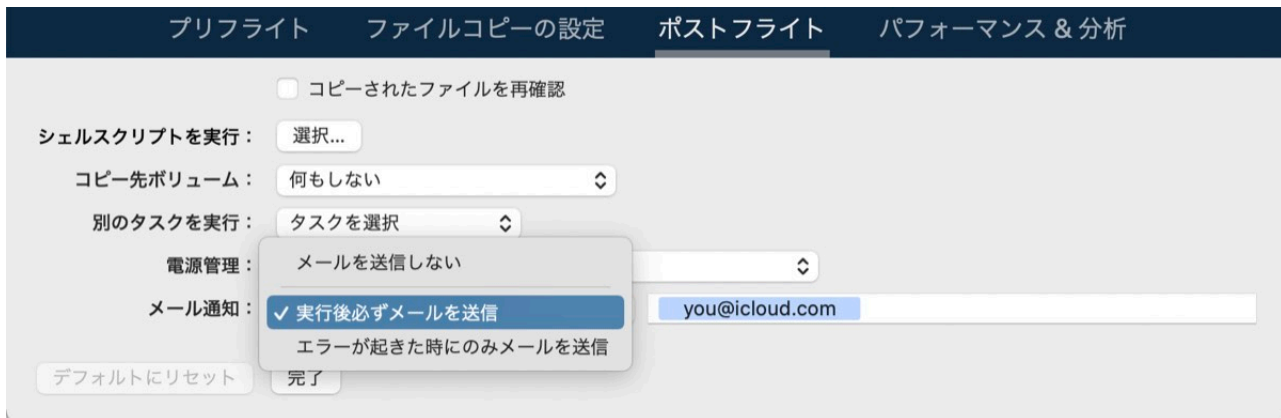 プリフライト ファイルコピーの設定 ポストフライト パフォーマンス & 分析
コピーされたファイルを再確認
シェルスクリプトを実行： 選択...
コピー先ボリューム： 何もしない
別のタスクを実行： タスクを選択
電源管理： メールを送信しない
メール通知： ✓ 実行後必ずメールを送信 you@icloud.com
エラーが起きた時にのみメールを送信
デフォルトにリセット 完了